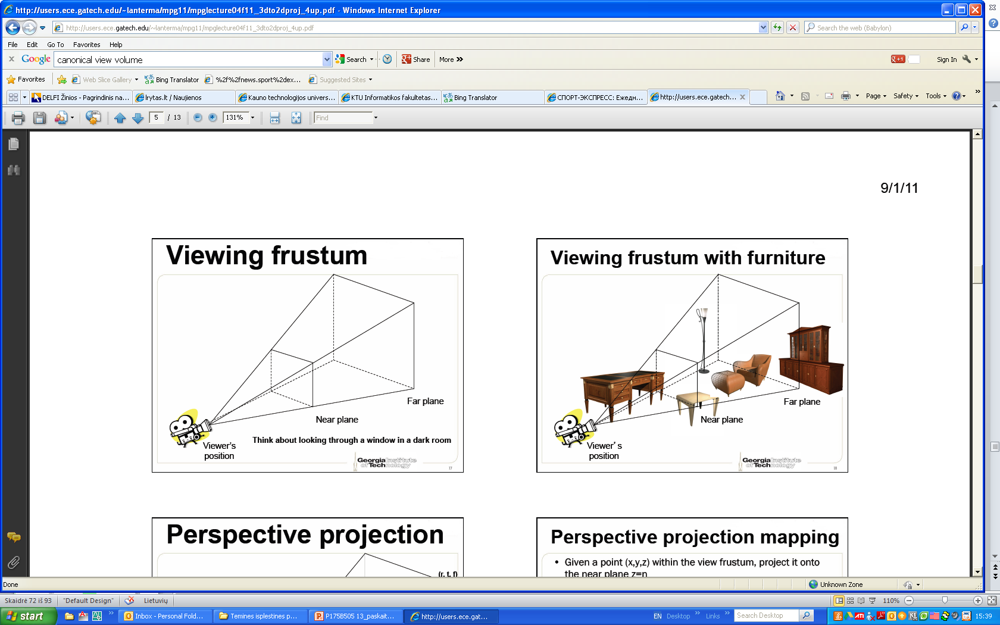 http://users.ece.gatech.edu/~lanterma/mpg11/mpglecture04f11_3dto2dproj_4up.pdf - Windows Internet Explorer
http://users.ece.gatech.edu/~lanterma/mpg11/mpglecture04f11_3dto2dproj_4up.pdf
Search the web (Babylon)
File Edit Go To Favorites Help
x Google canonical view volume Search Share More » g +1 Sign In
Favorites Web Slice Gallery Bing Translator %2f%2fnews.sport%2dex... Suggested Sites
DELFI Žinios - Pagrindinis na... lrytas.lt / Naujienos Kauno technologijos univers... KTU Informatikos fakultetas... Bing Translator СПОРТ-ЭКСПРЕСС: Ежедн... http://users.ece.gatech... x Page Safety Tools »
5 / 13 131% Find
9/1/11
Viewing frustum
Far plane
Near plane
Think about looking through a window in a dark room
Viewer's
position
Georgia Institute
of Technology
17
Viewing frustum with furniture
Far plane
Near plane
Viewer' s
position
Georgia Institute
of Technology
18
Perspective projection
(r, t, f)
Perspective projection mapping
• Given a point (x,y,z) within the view frustum, project it onto
the near plane z=n
Done Unknown Zone
Skaidrė 72 iš 93 "Default Design" Lietuvių 110%
start Inbox - Personal Fold... Temines isplestines p... P175B505 13_paskait... http://users.ece.gat... EN Desktop » Links » Search Desktop 15:39